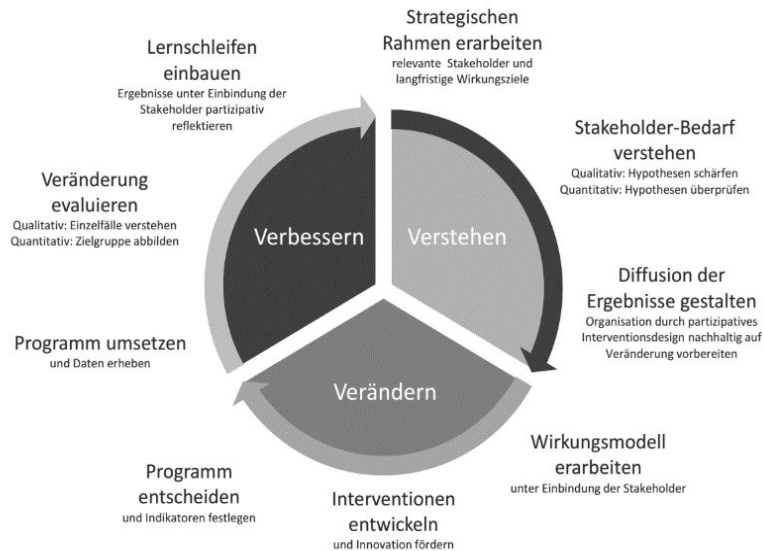 Strategischen
Rahmen erarbeiten
relevante Stakeholder und
langfristige Wirkungsziele
Stakeholder-Bedarf
verstehen
Qualitativ: Hypothesen schärfen
Quantitativ: Hypothesen überprüfen
Diffusion der
Ergebnisse gestalten
Organisation durch partizipatives
Interventionsdesign nachhaltig auf
Veränderung vorbereiten
Wirkungsmodell
erarbeiten
unter Einbindung der Stakeholder
Interventionen
entwickeln
und Innovation fördern
Programm
entscheiden
und Indikatoren festlegen
Programm umsetzen
und Daten erheben
Veränderung
evaluieren
Qualitativ: Einzelfälle verstehen
Quantitativ: Zielgruppe abbilden
Lernschleifen
einbauen
Ergebnisse unter Einbindung der
Stakeholder partizipativ
reflektieren
Verbessern
Verstehen
Verändern